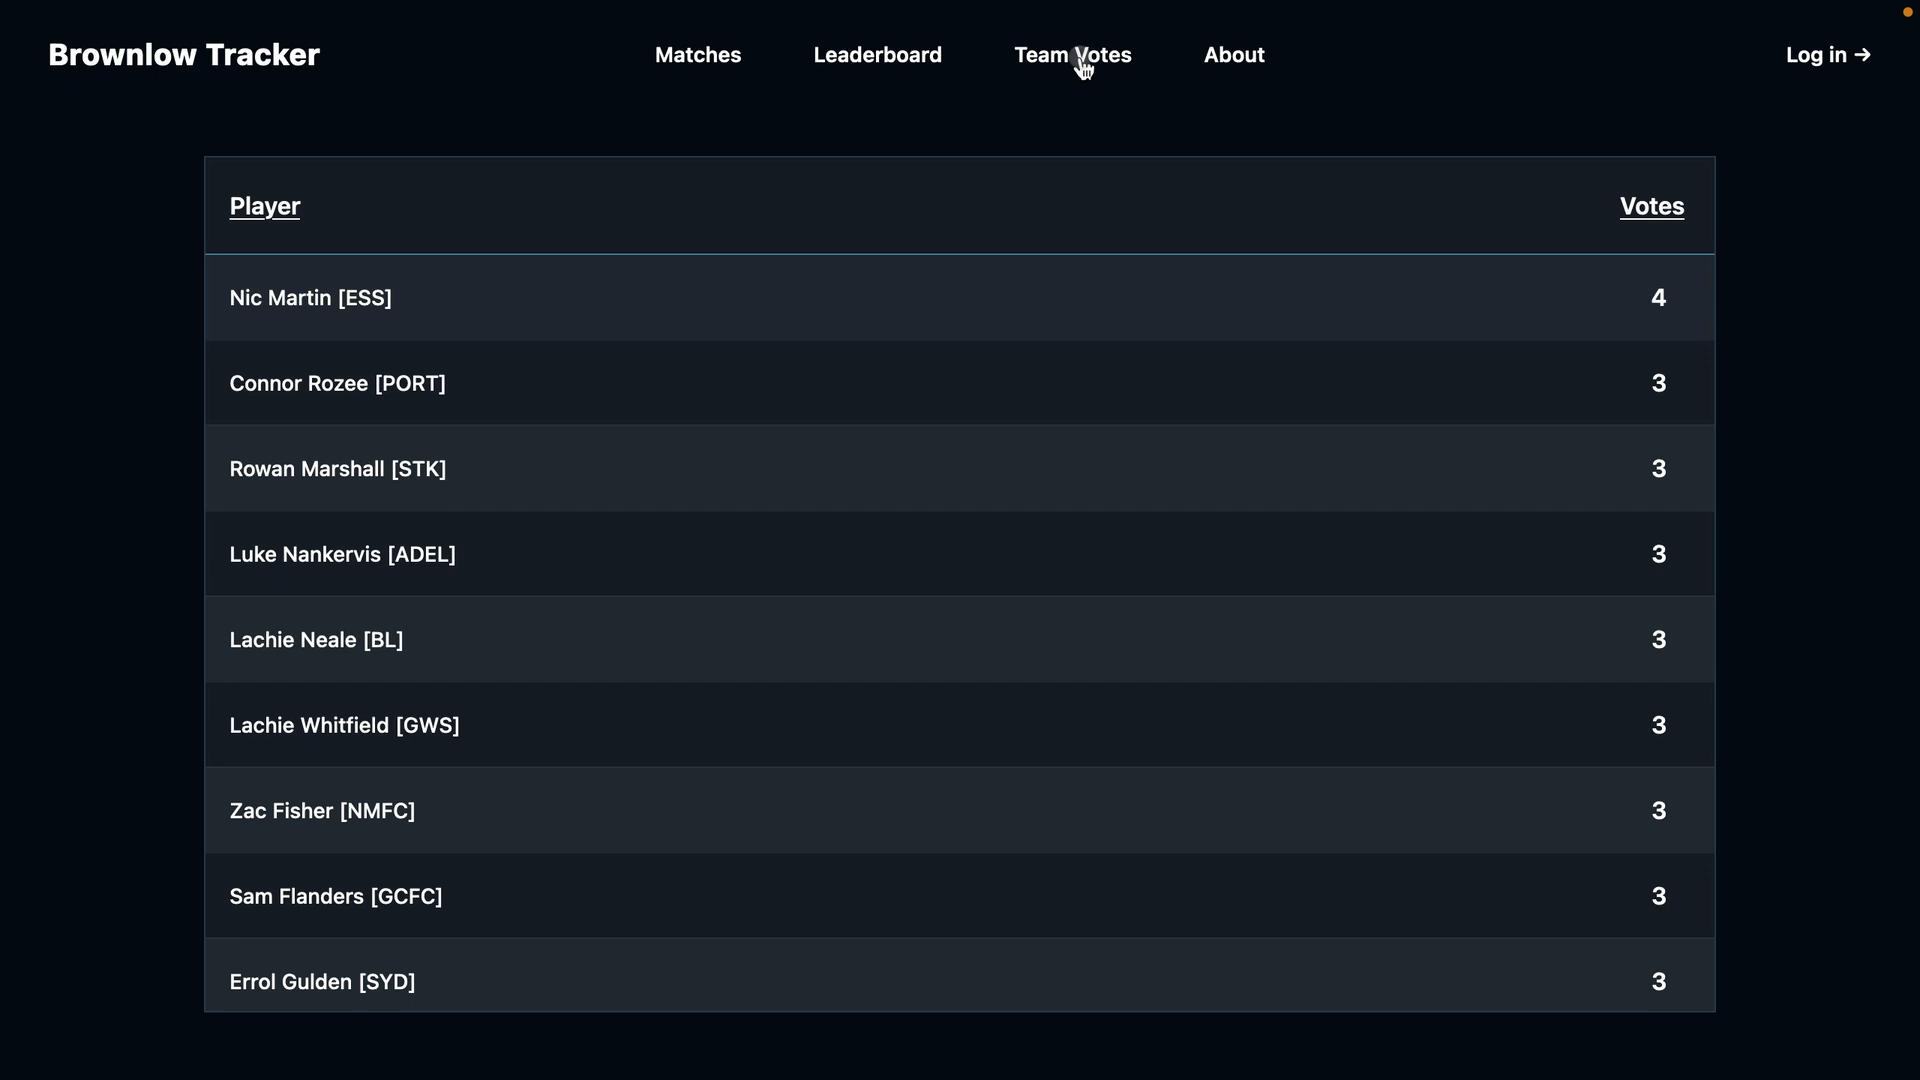 Brownlow Tracker
Matches
Leaderboard
Team Votes
About
Log in →
Player Votes
Nic Martin [ESS] 4
Connor Rozee [PORT] 3
Rowan Marshall [STK] 3
Luke Nankervis [ADEL] 3
Lachie Neale [BL] 3
Lachie Whitfield [GWS] 3
Zac Fisher [NMFC] 3
Sam Flanders [GCFC] 3
Errol Gulden [SYD] 3